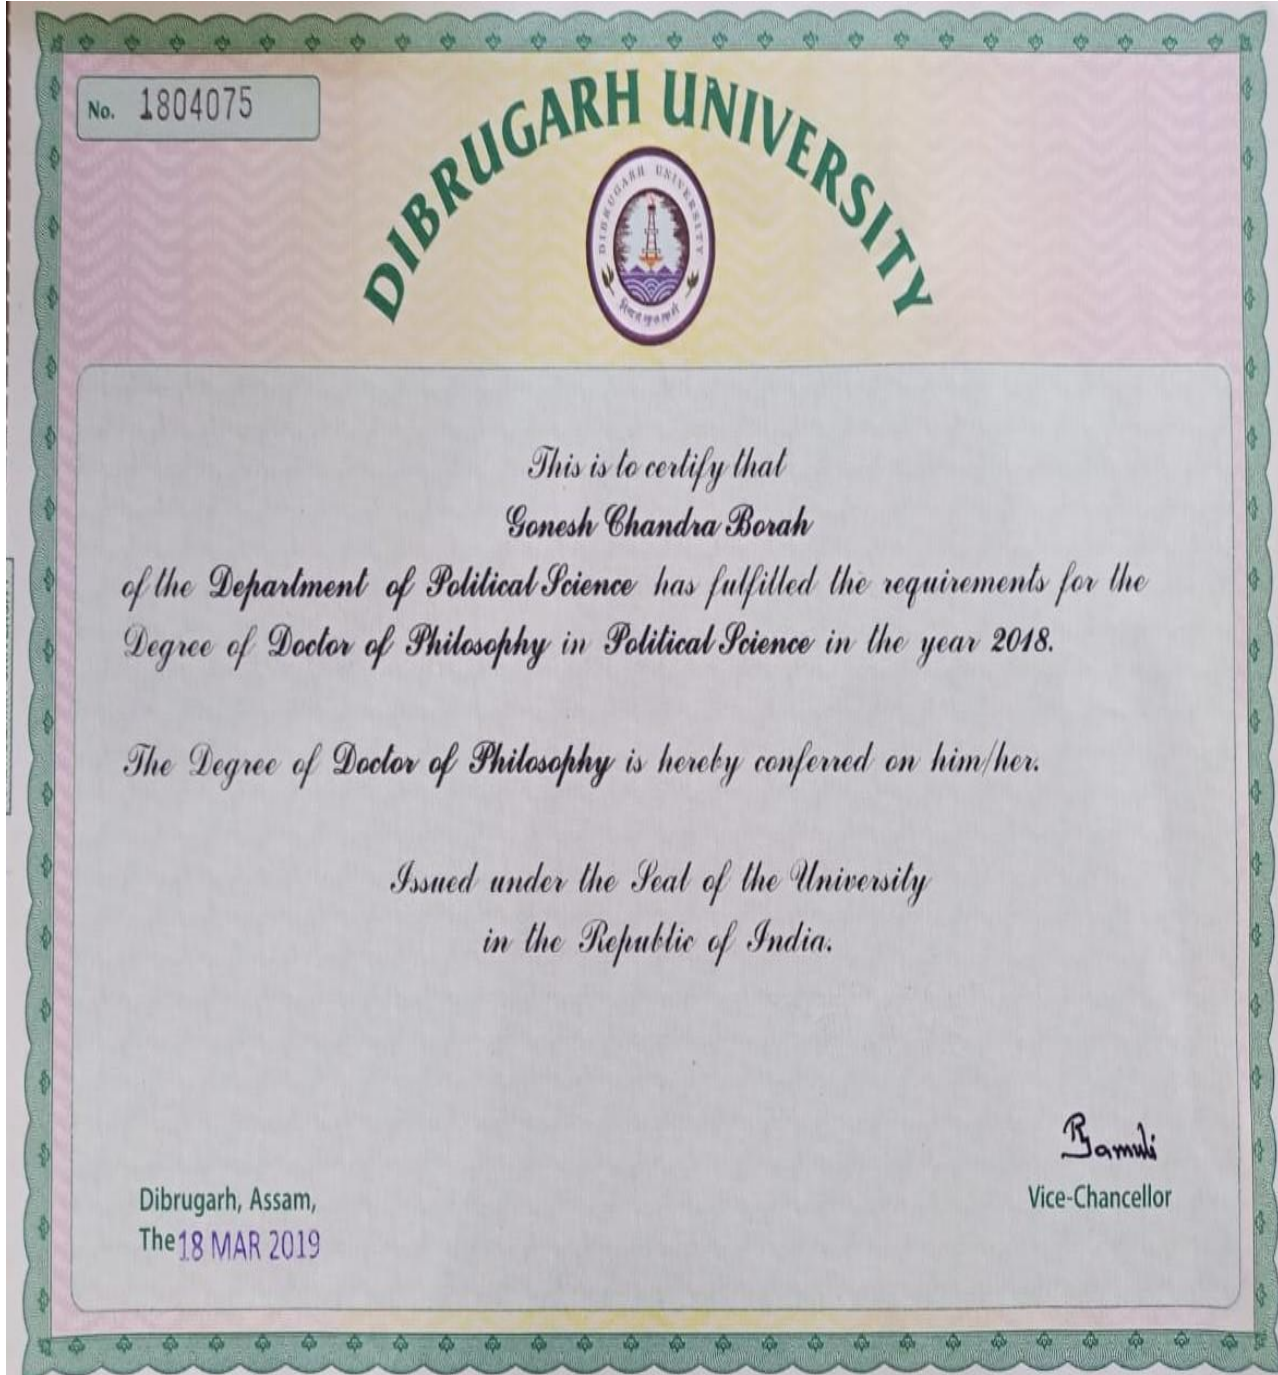 No. 1804075
DIBRUGARH UNIVERSITY
DIBRUGARH UNIVERSITY
This is to certify that
Gonesh Chandra Borah
of the Department of Political Science has fulfilled the requirements for the
Degree of Doctor of Philosophy in Political Science in the year 2018.
The Degree of Doctor of Philosophy is hereby conferred on him/her.
Issued under the Seal of the University
in the Republic of India.
Dibrugarh, Assam,
The 18 MAR 2019
Vice-Chancellor